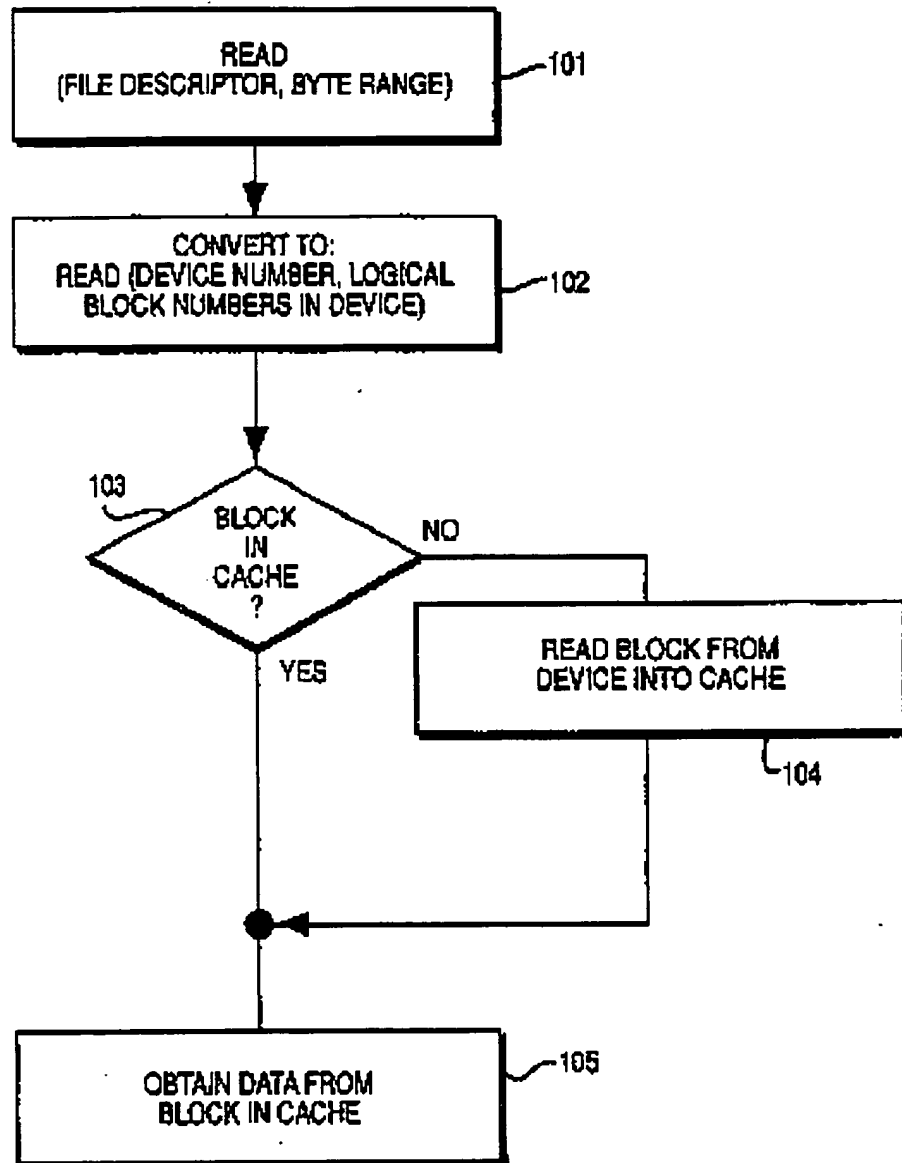 READ
(FILE DESCRIPTOR, BYTE RANGE)
101
CONVERT TO:
READ (DEVICE NUMBER, LOGICAL
BLOCK NUMBERS IN DEVICE)
102
103
BLOCK
IN
CACHE
?
NO
YES
READ BLOCK FROM
DEVICE INTO CACHE
104
OBTAIN DATA FROM
BLOCK IN CACHE
105